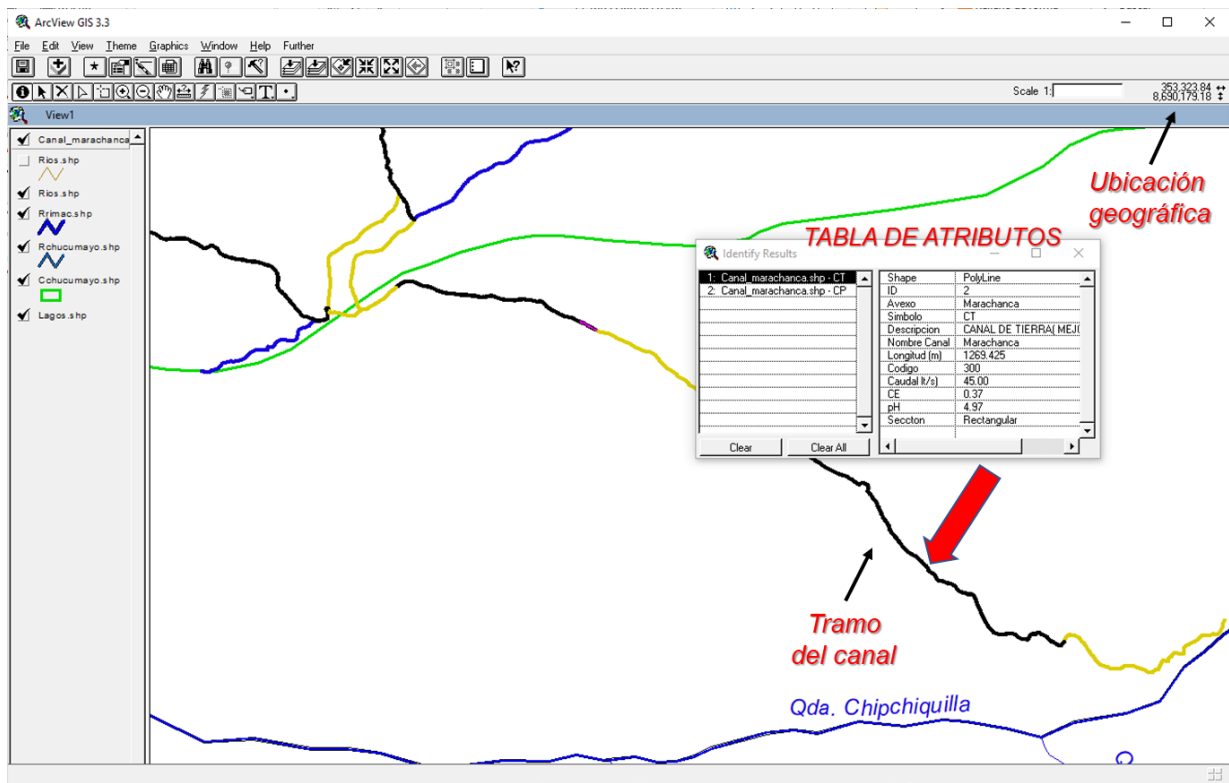 ArcView GIS 3.3
File Edit View Theme Graphics Window Help Further
Scale 1:
353,323.84
8,690,179.18
View1
Canal_marachanca
Rios.shp
Rios.shp
Rrimac.shp
Rchucumayo.shp
Cchucumayo.shp
Lagos.shp
Ubicación
geográfica
TABLA DE ATRIBUTOS
Identify Results
1: Canal_marachanca.shp - CT
2: Canal_marachanca.shp - CP
Shape PolyLine
ID 2
Avexo Marachanca
Simbolo CT
Descripcion CANAL DE TIERRA( MEJ
Nombre Canal Marachanca
Longitud (m) 1269.425
Codigo 300
Caudal lt/s) 45.00
CE 0.37
pH 4.97
Seccton Rectangular
Clear Clear All
Tramo
del canal
Qda. Chipchiquilla